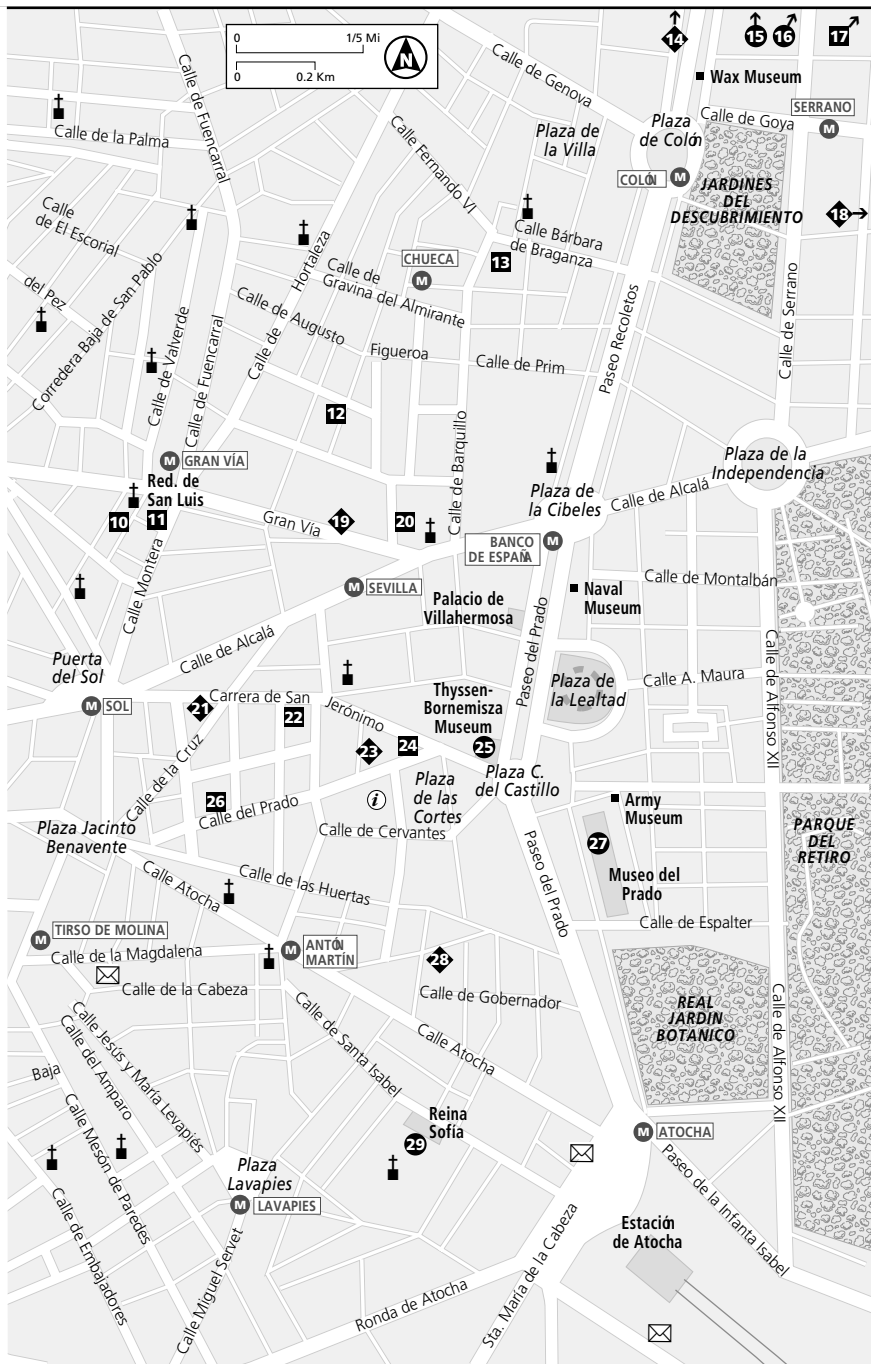 0 1/5 Mi
0 0.2 Km
N
14
15
16
17
Wax Museum
Calle de Genova
Calle de Fuencarral
Calle de la Palma
Calle Fernando VI
Plaza de
la Villa
Plaza
de Colón
Calle de Goya
SERRANO
M
COLÓN
M
JARDINES
DEL
DESCUBRIMIENTO
18
Calle
de El Escorial
del Pez
Corredera Baja de San Pablo
Calle de Valverde
Calle de Fuencarral
Calle de Hortaleza
CHUECA
M
13
Calle Bárbara
de Braganza
Calle de
Gravina del Almirante
Calle de Augusto
Figueroa
Calle de Prim
Paseo Recoletos
Calle de Serrano
12
Calle de Barquillo
M
GRAN VÍA
Red. de
San Luis
10
11
Gran Vía
19
20
Plaza de
la Cibeles
Plaza de la
Independencia
Calle de Alcalá
BANCO
DE ESPAÑA
M
Calle Montera
M
SEVILLA
Naval
Museum
Calle de Montalbán
Palacio de
Villahermosa
Calle de Alcalá
Paseo del Prado
Puerta
del Sol
M
SOL
Carrera de San
Jerónimo
21
22
Thyssen-
Bornemisza
Museum
Plaza de
la Lealtad
Calle A. Maura
Calle de Alfonso XII
23
24
25
Calle de la Cruz
Plaza
de las
Cortes
Plaza C.
del Castillo
26
Calle del Prado
i
Army
Museum
27
Museo del
Prado
PARQUE
DEL
RETIRO
Plaza Jacinto
Benavente
Calle de Cervantes
Calle de las Huertas
Calle Atocha
Paseo del Prado
Calle de Espalter
M
TIRSO DE MOLINA
Calle de la Magdalena
M
ANTÓN
MARTÍN
28
Calle de la Cabeza
Calle de Gobernador
REAL
JARDIN
BOTANICO
Calle de Alfonso XII
Calle Jesús y María Levapiés
Calle del Amparo
Baja
Calle Mesón de Paredes
Calle de Santa Isabel
Calle Atocha
Reina
Sofía
29
M
ATOCHA
Plaza
Lavapies
M
LAVAPIES
Paseo de la Infanta Isabel
Calle de Embajadores
Calle Miguel Servet
Ronda de Atocha
Sta. María de la Cabeza
Estación
de Atocha